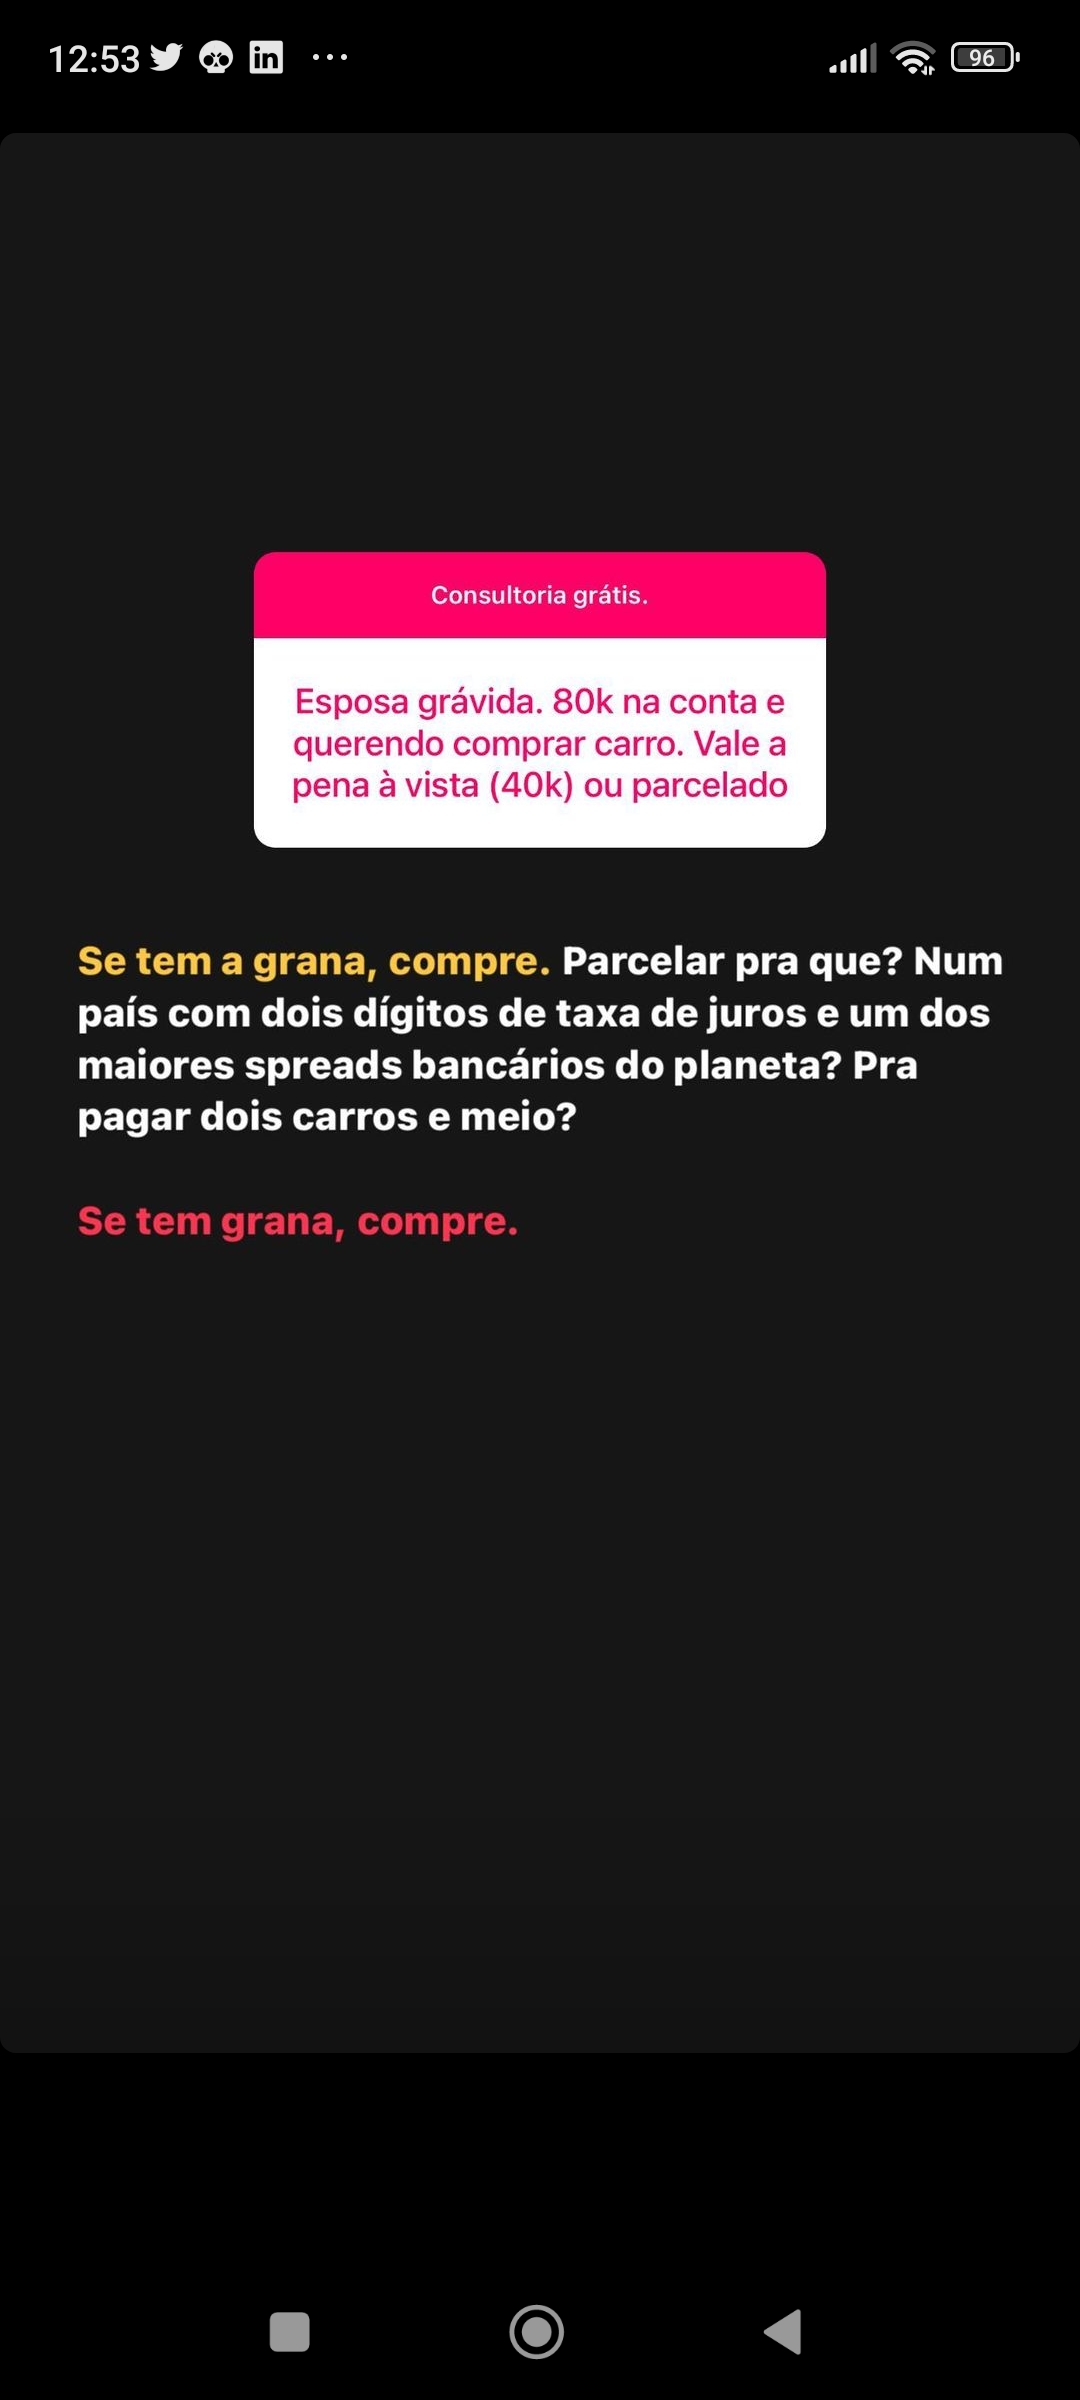 12:53
in
96
Consultoria grátis.
Esposa grávida. 80k na conta e
querendo comprar carro. Vale a
pena à vista (40k) ou parcelado
Se tem a grana, compre. Parcelar pra que? Num
país com dois dígitos de taxa de juros e um dos
maiores spreads bancários do planeta? Pra
pagar dois carros e meio?
Se tem grana, compre.